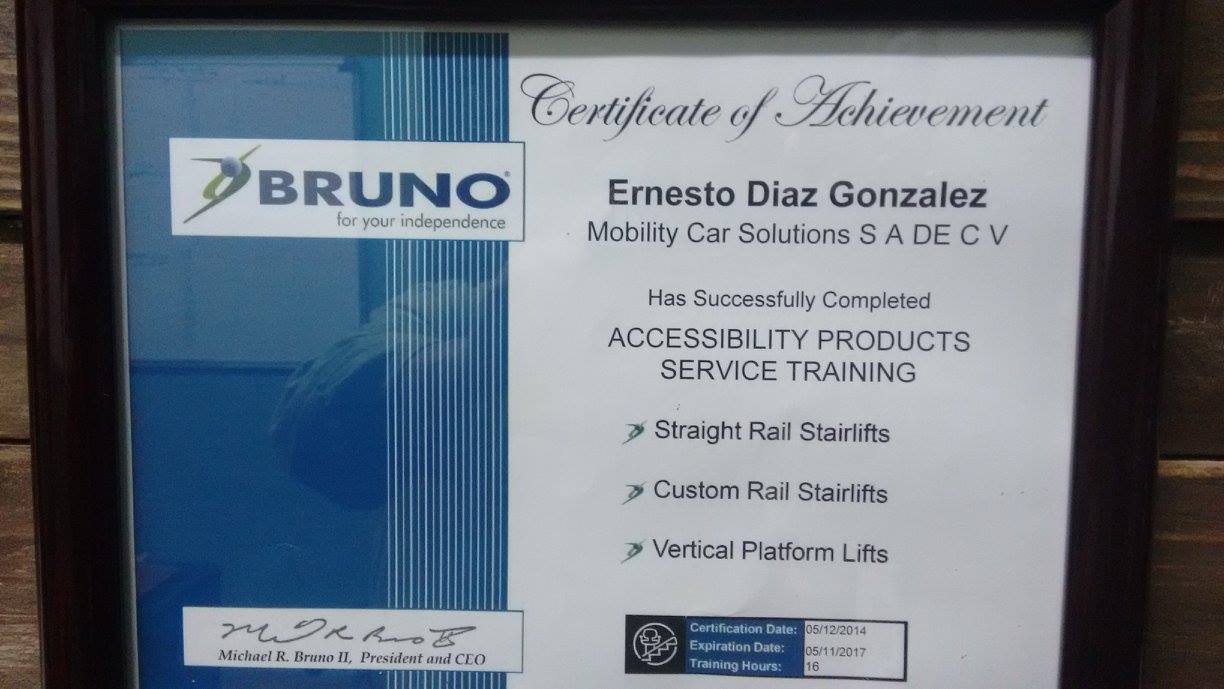 Certificate of Achievement
BRUNO®
for your independence
Ernesto Diaz Gonzalez
Mobility Car Solutions S A DE C V
Has Successfully Completed
ACCESSIBILITY PRODUCTS
SERVICE TRAINING
Straight Rail Stairlifts
Custom Rail Stairlifts
Vertical Platform Lifts
Michael R. Bruno II, President and CEO
Certification Date: 05/12/2014
Expiration Date: 05/11/2017
Training Hours: 16